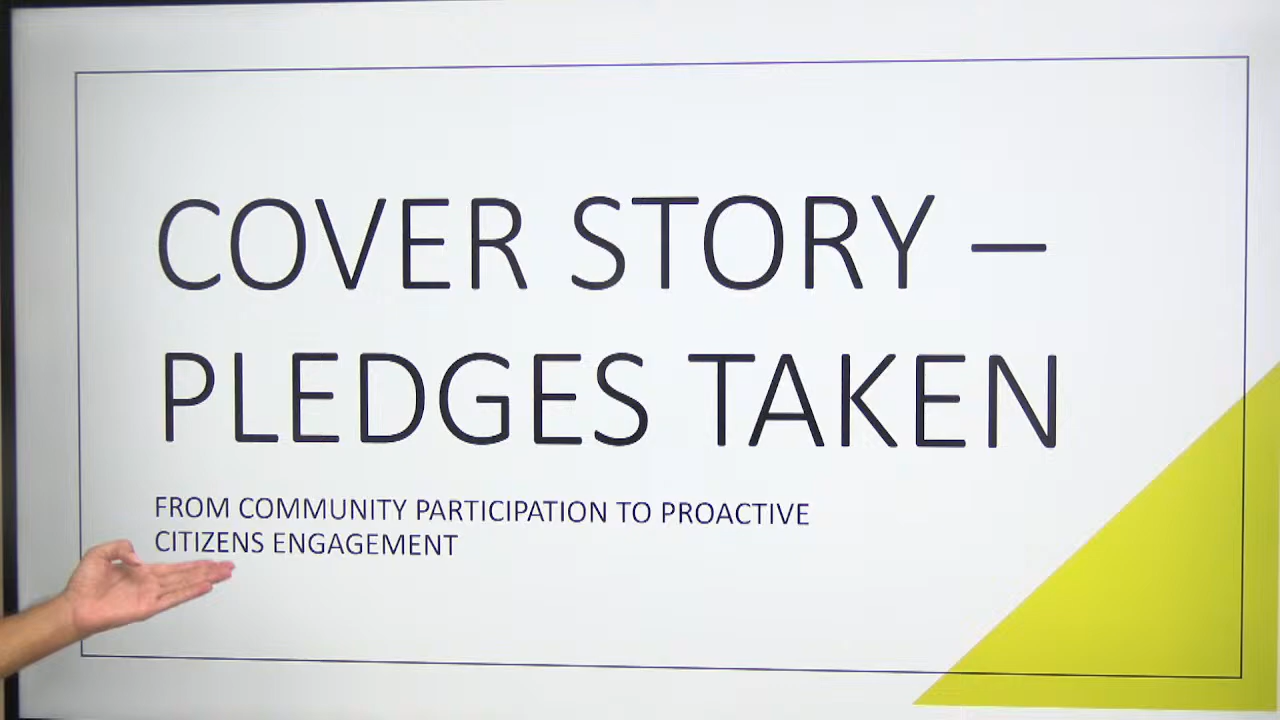 COVER STORY –
PLEDGES TAKEN
FROM COMMUNITY PARTICIPATION TO PROACTIVE
CITIZENS ENGAGEMENT